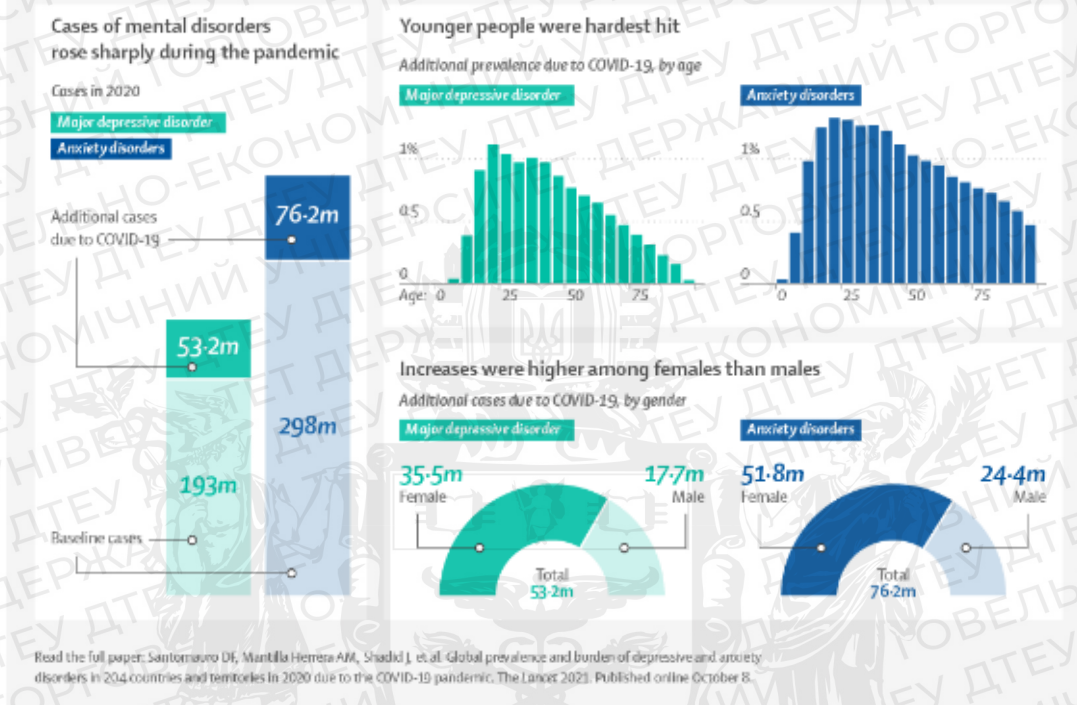 Cases of mental disorders
rose sharply during the pandemic
Cases in 2020
Major depressive disorder
Anxiety disorders
Additional cases
due to COVID-19
76·2m
53·2m
298m
193m
Baseline cases
Younger people were hardest hit
Additional prevalence due to COVID-19, by age
Major depressive disorder
1%
0.5
0
Age: 0 25 50 75
Anxiety disorders
1%
0.5
0
0 25 50 75
Increases were higher among females than males
Additional cases due to COVID-19, by gender
Major depressive disorder
35·5m 17·7m
Female Male
Total
53·2m
Anxiety disorders
51·8m 24·4m
Female Male
Total
76·2m
Read the full paper: Santomauro DF, Mantilla Herrera AM, Shadid J, et al. Global prevalence and burden of depressive and anxiety
disorders in 204 countries and territories in 2020 due to the COVID-19 pandemic. The Lancet 2021. Published online October 8.